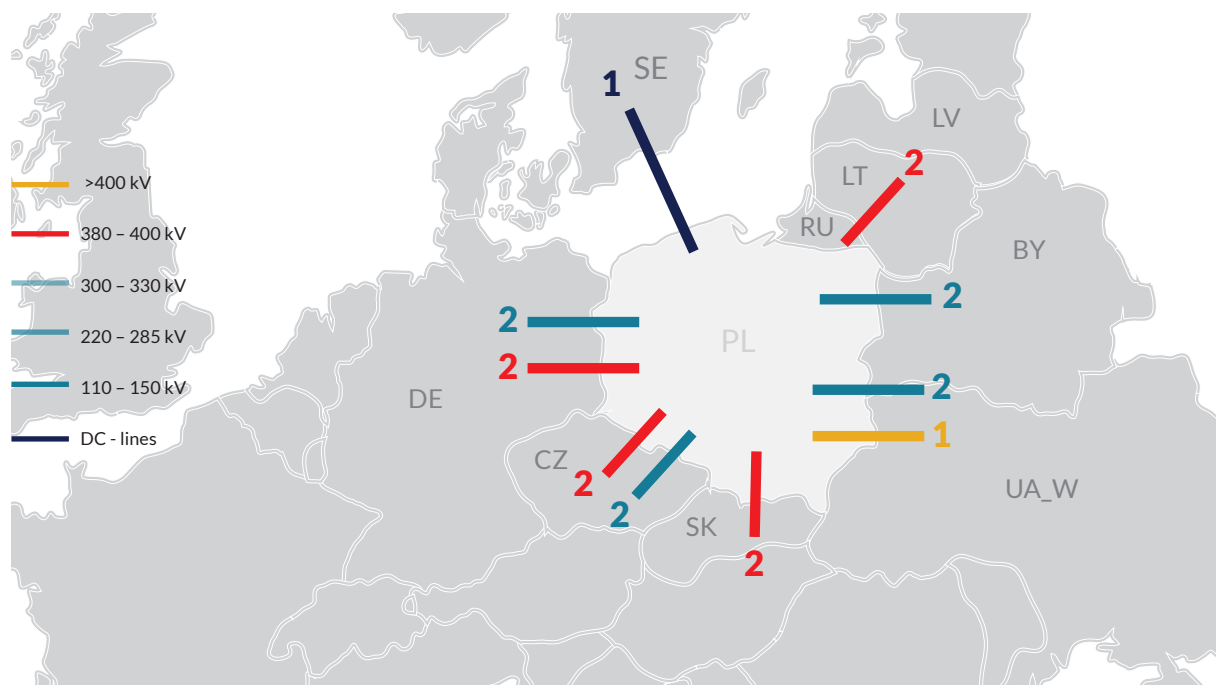 SE
1
LV
>400 kV
LT
2
380 – 400 kV
RU
BY
300 – 330 kV
2
2
220 – 285 kV
PL
2
110 – 150 kV
2
DE
DC - lines
1
CZ
2
UA_W
2
SK
2